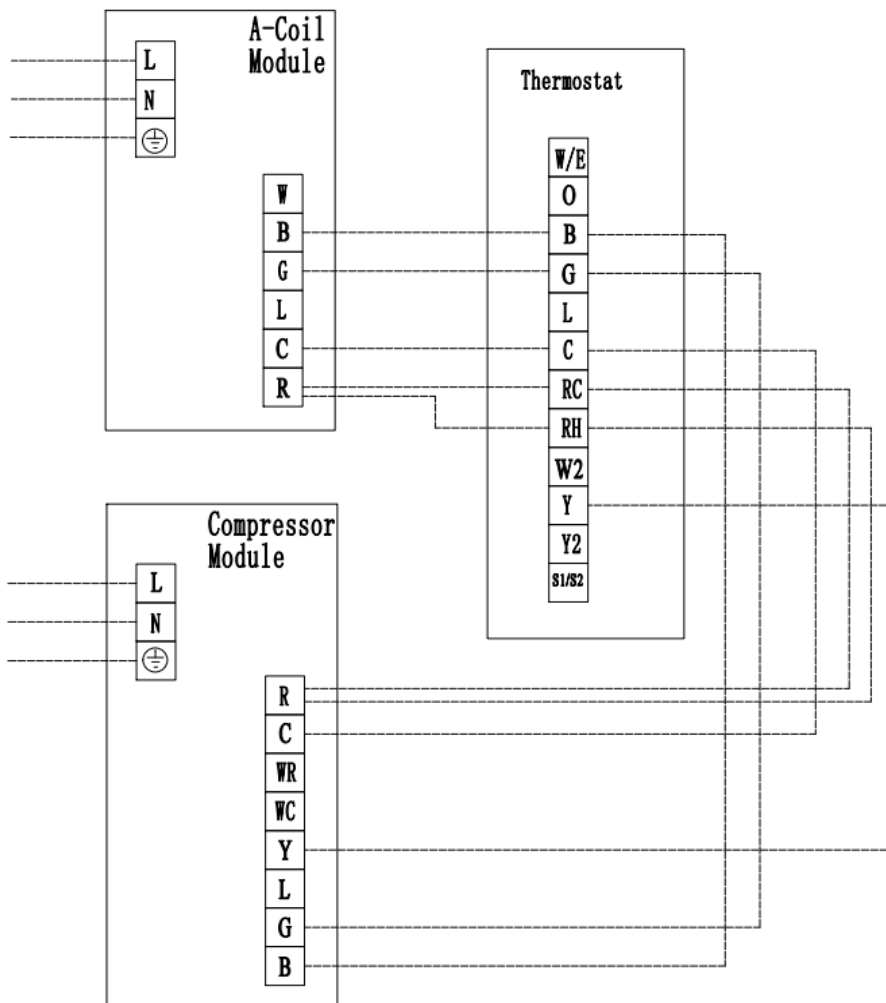 A-Coil
Module
L
N
W
B
G
L
C
R
Thermostat
W/E
O
B
G
L
C
RC
RH
W2
Y
Y2
S1/S2
Compressor
Module
L
N
R
C
WR
WC
Y
L
G
B